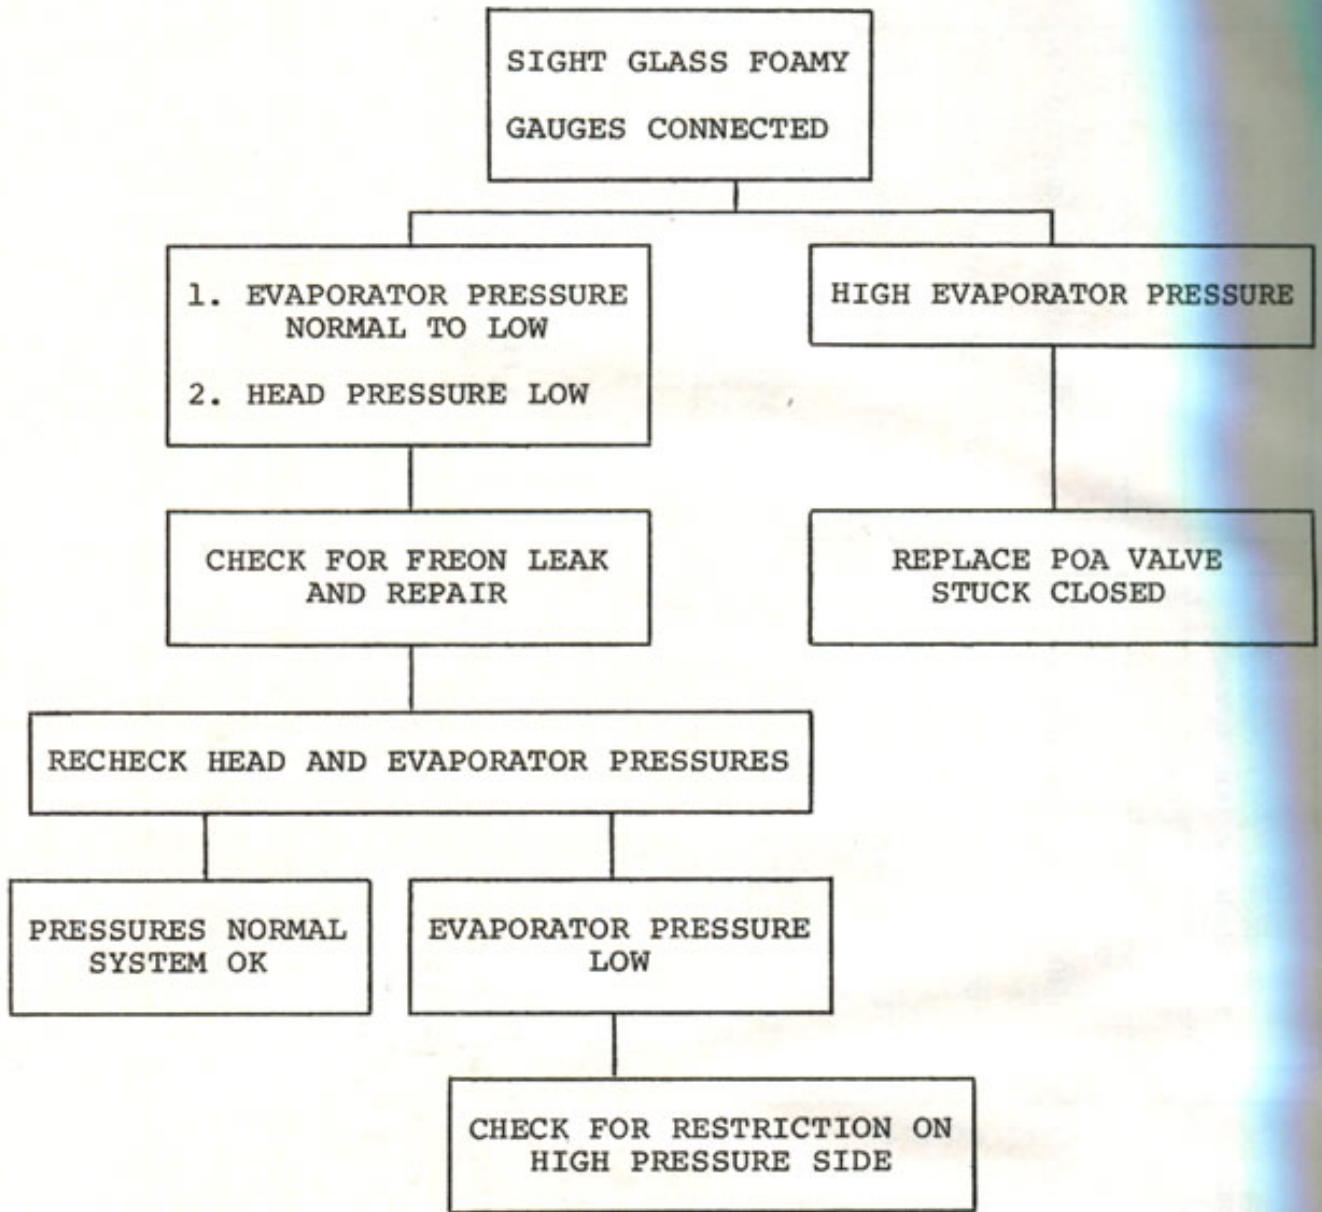 SIGHT GLASS FOAMY
GAUGES CONNECTED
1. EVAPORATOR PRESSURE
NORMAL TO LOW
2. HEAD PRESSURE LOW
HIGH EVAPORATOR PRESSURE
CHECK FOR FREON LEAK
AND REPAIR
REPLACE POA VALVE
STUCK CLOSED
RECHECK HEAD AND EVAPORATOR PRESSURES
PRESSURES NORMAL
SYSTEM OK
EVAPORATOR PRESSURE
LOW
CHECK FOR RESTRICTION ON
HIGH PRESSURE SIDE